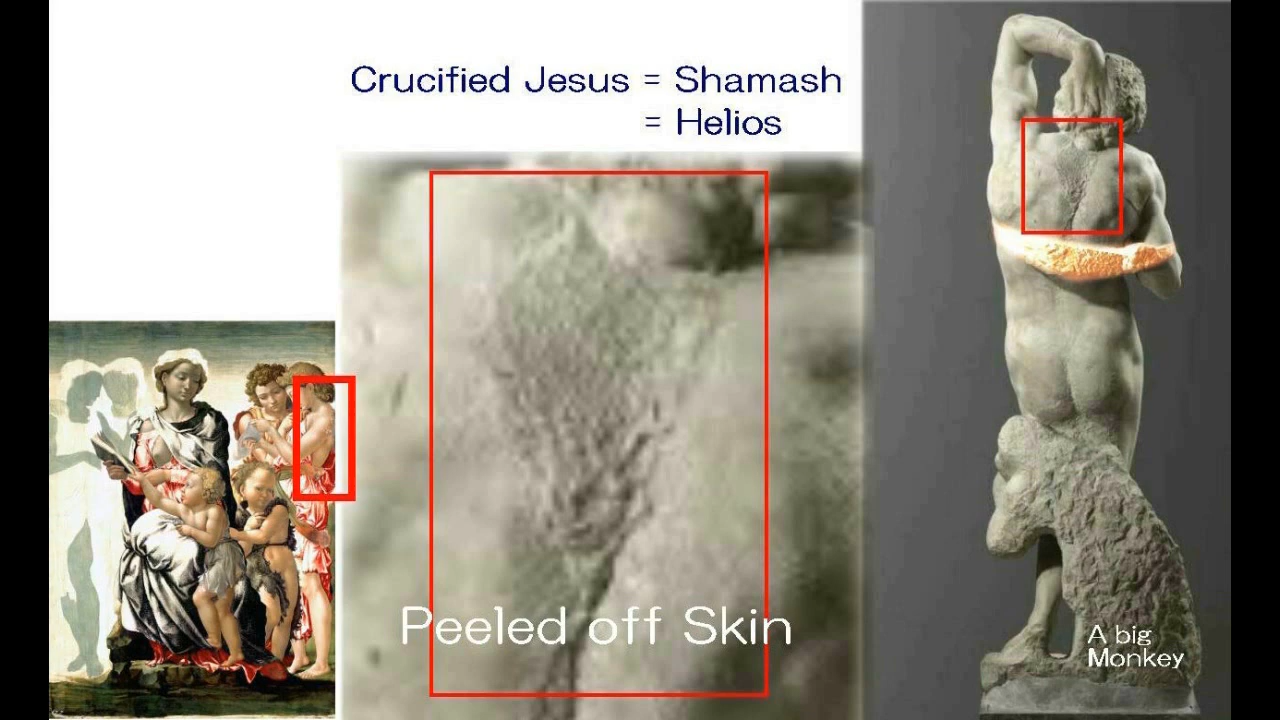 Crucified Jesus = Shamash
= Helios
Peeled off Skin
A big
Monkey